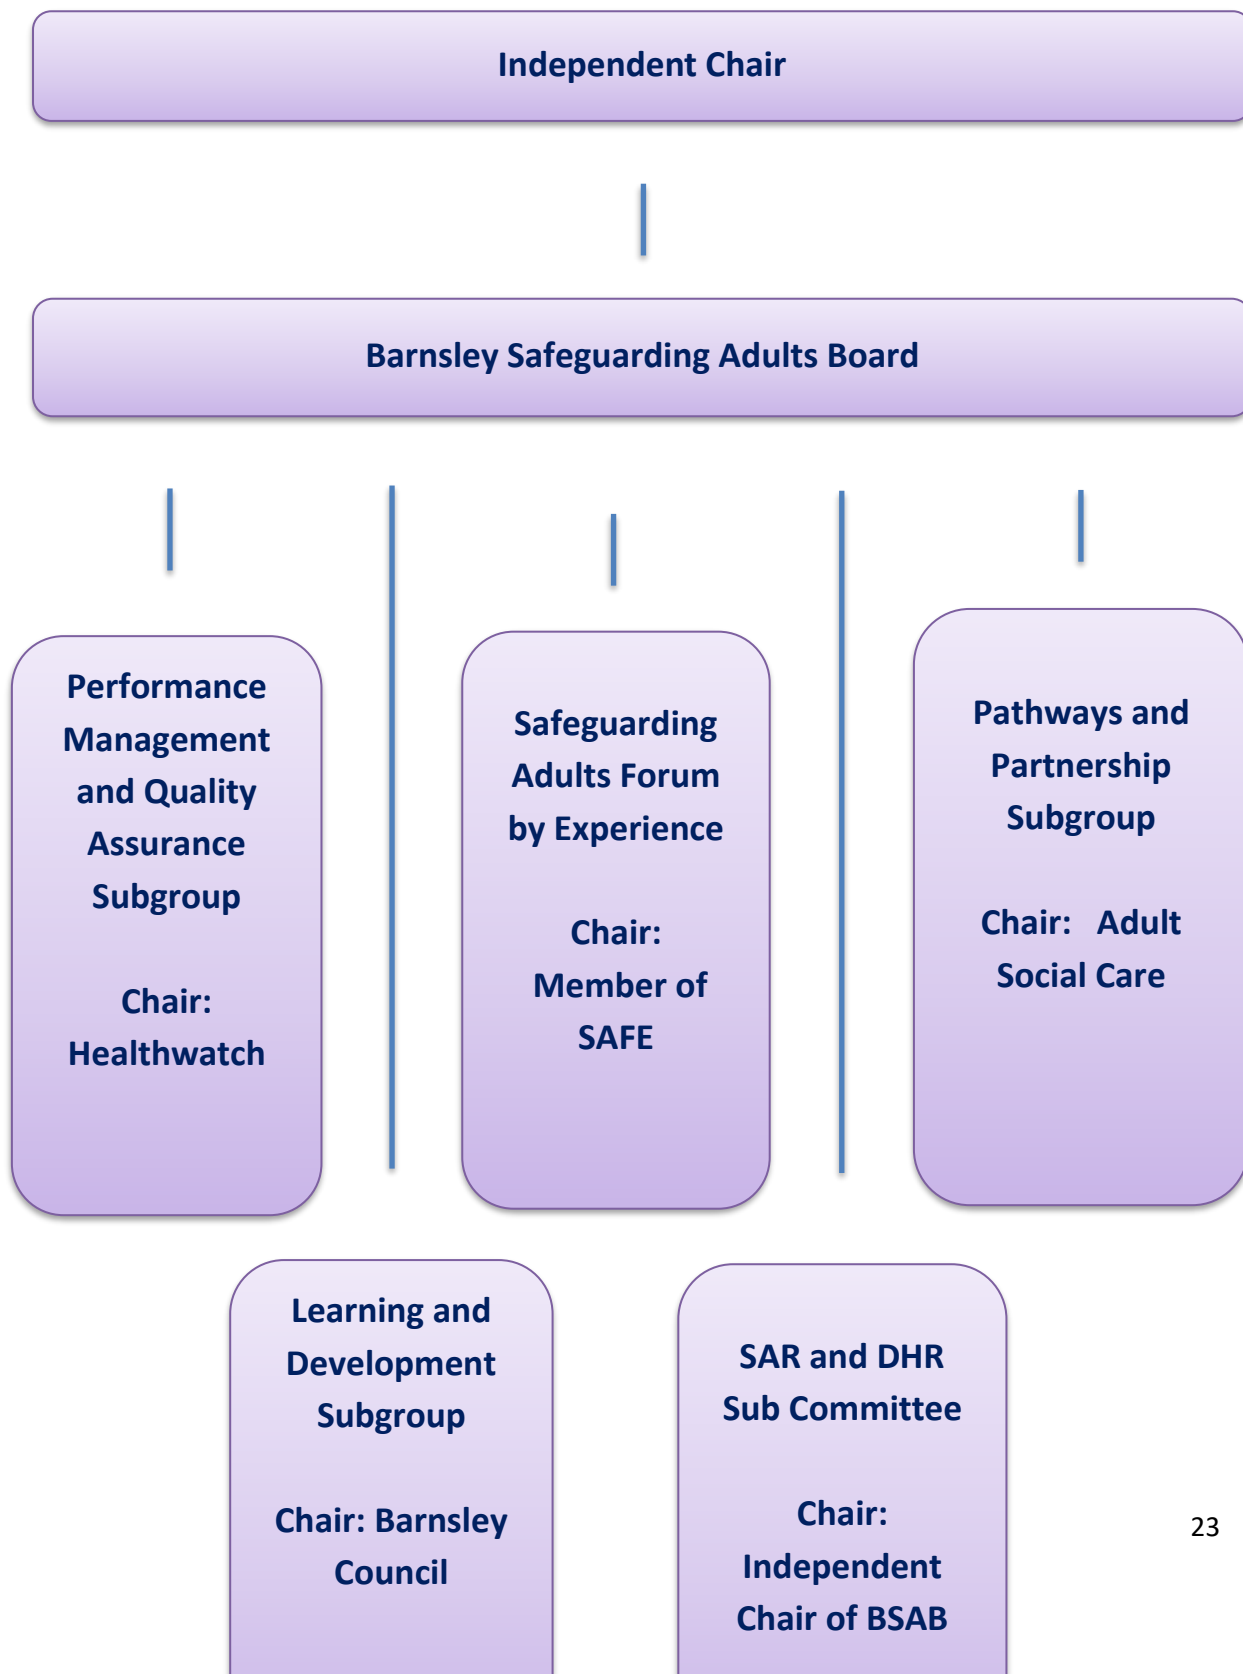 Independent Chair
Barnsley Safeguarding Adults Board
Performance
Management
and Quality
Assurance
Subgroup
Chair:
Healthwatch
Safeguarding
Adults Forum
by Experience
Chair:
Member of
SAFE
Pathways and
Partnership
Subgroup
Chair:   Adult
Social Care
Learning and
Development
Subgroup
Chair: Barnsley
Council
SAR and DHR
Sub Committee
Chair:
Independent
Chair of BSAB
23